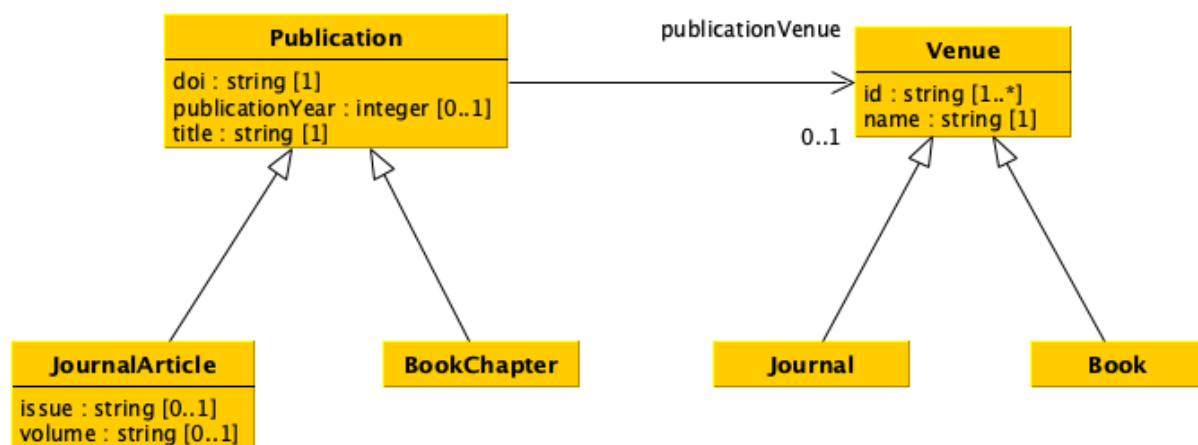 Publication
doi : string [1]
publicationYear : integer [0..1]
title : string [1]
publicationVenue
0..1
Venue
id : string [1..*]
name : string [1]
JournalArticle
issue : string [0..1]
volume : string [0..1]
BookChapter
Journal
Book